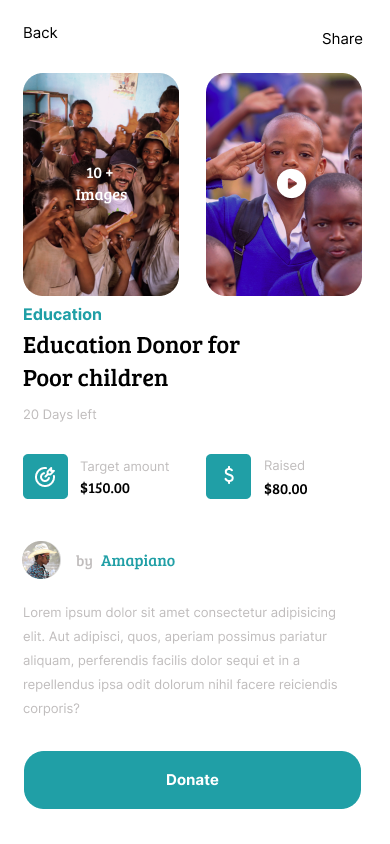 Back
Share
10 +
Images
Education
Education Donor for
Poor children
20 Days left
Target amount
$150.00
Raised
$80.00
by Amapiano
Lorem ipsum dolor sit amet consectetur adipisicing
elit. Aut adipisci, quos, aperiam possimus pariatur
aliquam, perferendis facilis dolor sequi et in a
repellendus ipsa odit dolorum nihil facere reiciendis
corporis?
Donate